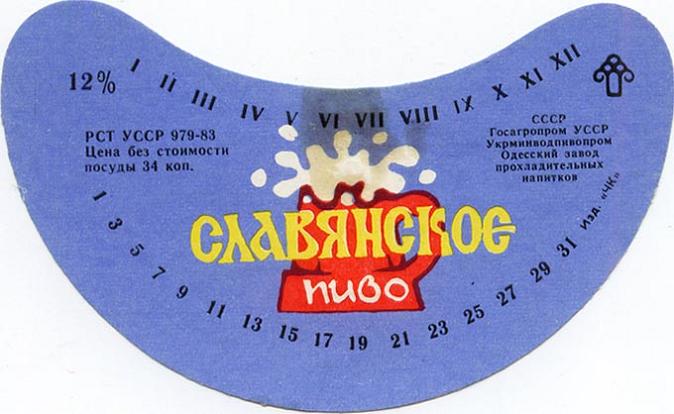 12%
I II III IV V VI VII VIII IX X XI XII
РСТ УССР 979-83
Цена без стоимости
посуды 34 коп.
СССР
Госагропром УССР
Укрминводпивопром
Одесский завод
прохладительных
напитков
СЛАВЯНСКОЕ
пиво
1 3 5 7 9 11 13 15 17 19 21 23 25 27 29 31
Изд. «ЧК»